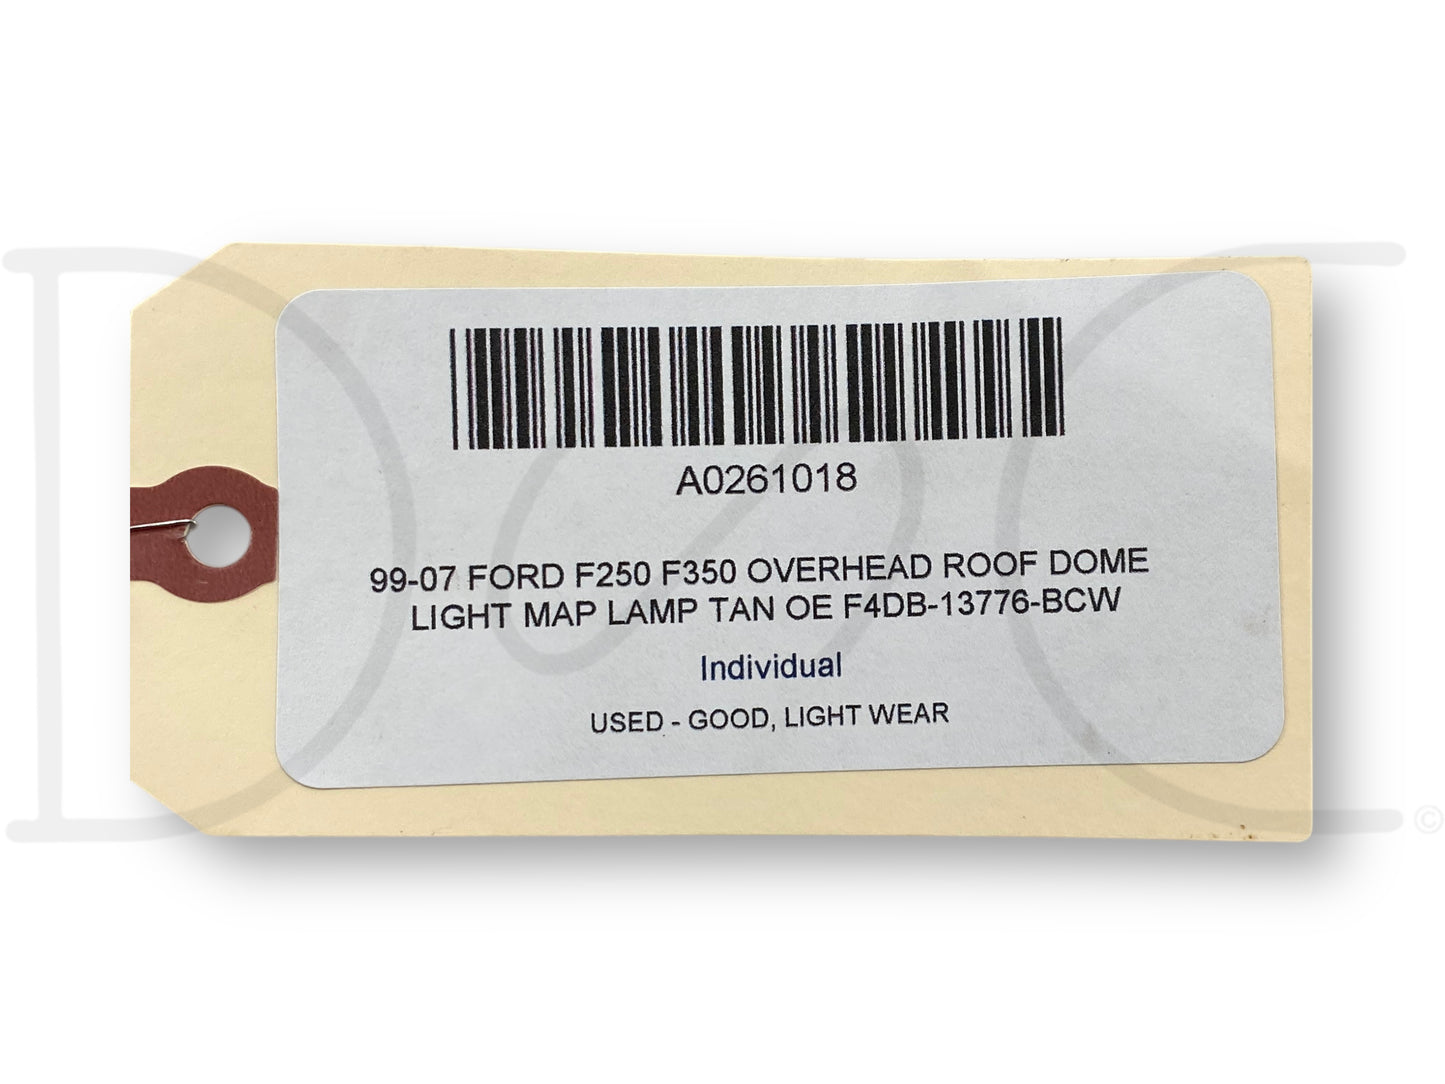 A0261018
99-07 FORD F250 F350 OVERHEAD ROOF DOME
LIGHT MAP LAMP TAN OE F4DB-13776-BCW
Individual
USED - GOOD, LIGHT WEAR
©